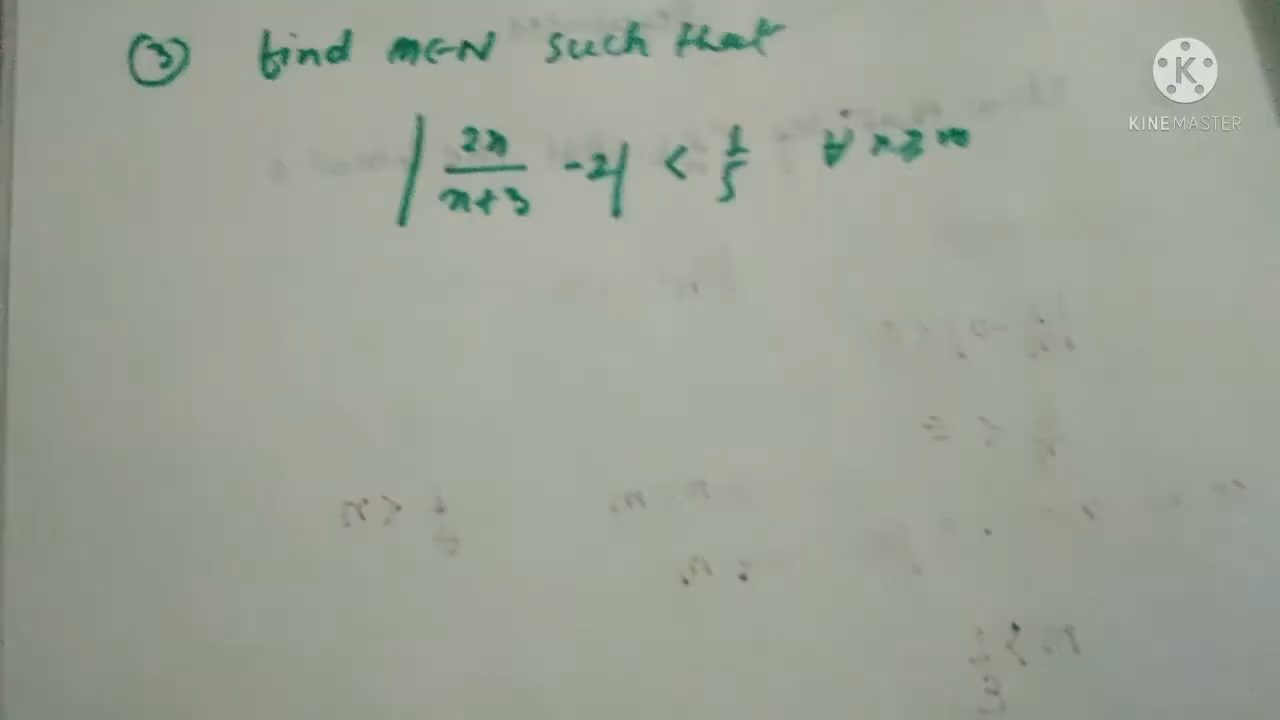 ③ find m∈N such that
| 2n/(n+3) - 2 | < 1/5 ∀ n ≥ m
KINEMASTER